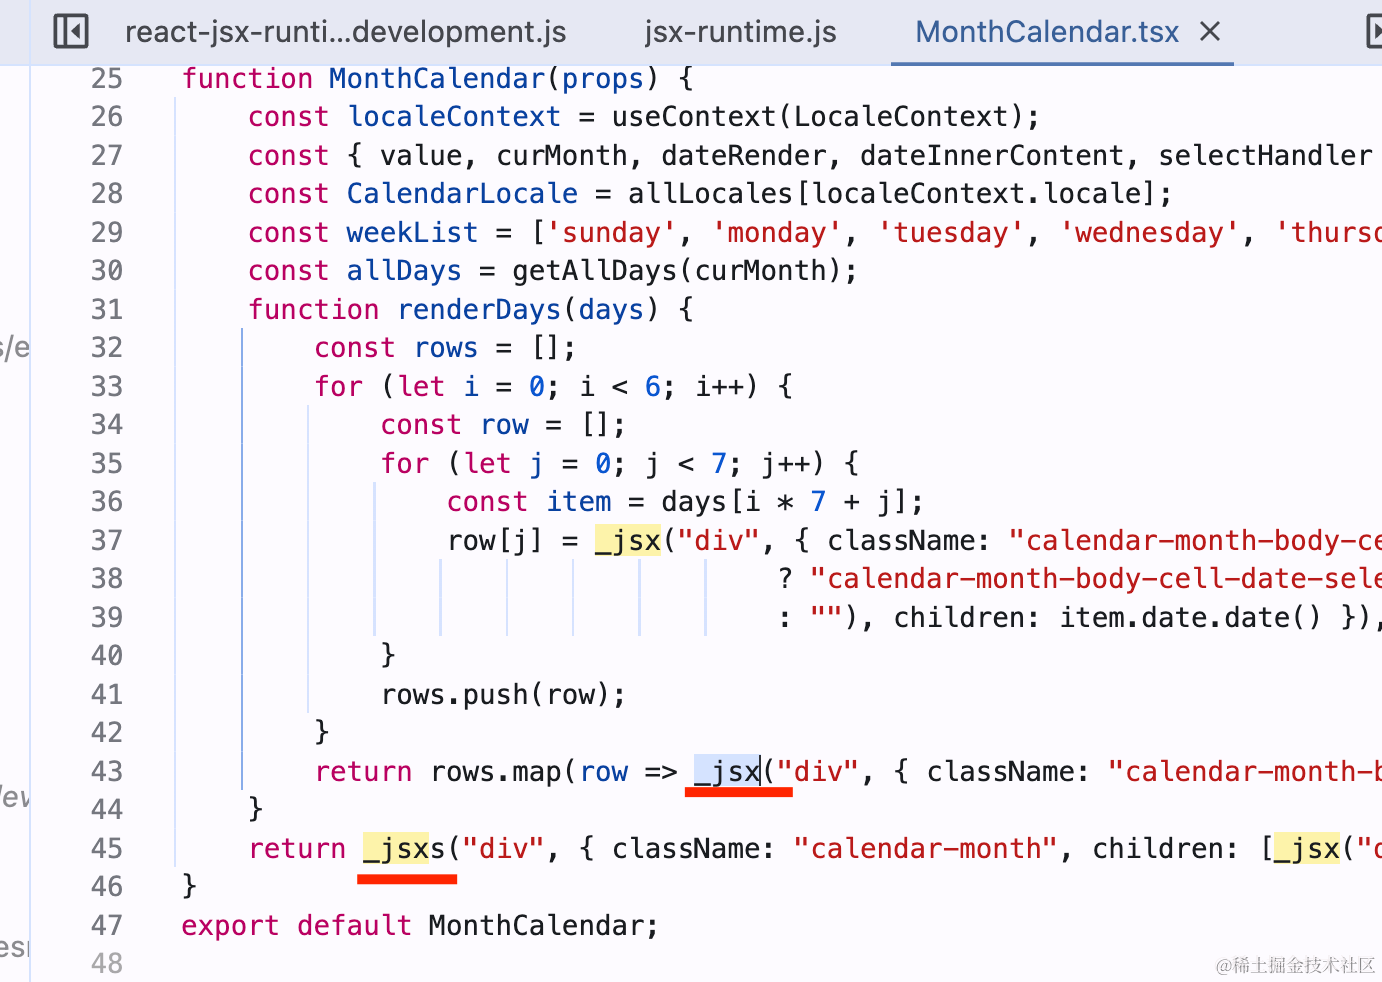 react-jsx-runti...development.js jsx-runtime.js MonthCalendar.tsx
25 function MonthCalendar(props) {
26 const localeContext = useContext(LocaleContext);
27 const { value, curMonth, dateRender, dateInnerContent, selectHandler
28 const CalendarLocale = allLocales[localeContext.locale];
29 const weekList = ['sunday', 'monday', 'tuesday', 'wednesday', 'thursd
30 const allDays = getAllDays(curMonth);
31 function renderDays(days) {
32 const rows = [];
33 for (let i = 0; i < 6; i++) {
34 const row = [];
35 for (let j = 0; j < 7; j++) {
36 const item = days[i * 7 + j];
37 row[j] = _jsx("div", { className: "calendar-month-body-ce
38 ? "calendar-month-body-cell-date-sele
39 : ""), children: item.date.date() }),
40 }
41 rows.push(row);
42 }
43 return rows.map(row => _jsx("div", { className: "calendar-month-b
44 }
45 return _jsxs("div", { className: "calendar-month", children: [_jsx("d
46 }
47 export default MonthCalendar;
48
s/e
lev
esr
@稀土掘金技术社区